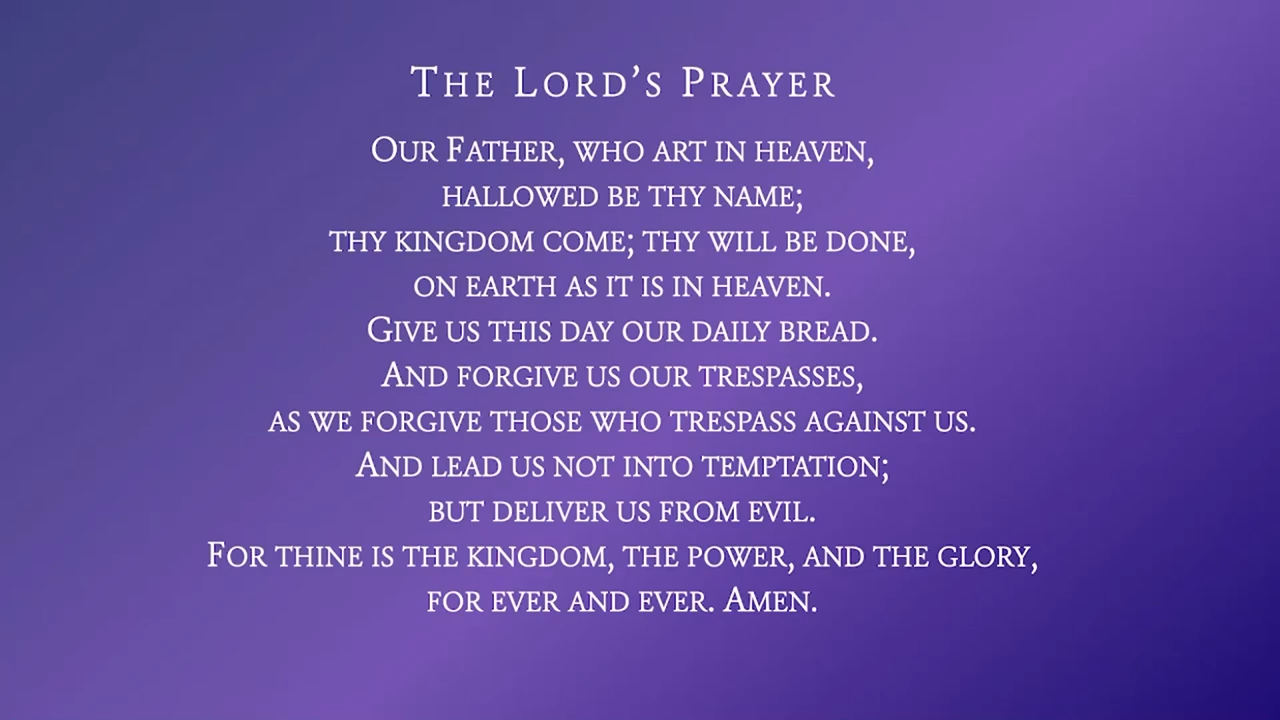 The Lord’s Prayer
Our Father, who art in heaven,
hallowed be thy name;
thy kingdom come; thy will be done,
on earth as it is in heaven.
Give us this day our daily bread.
And forgive us our trespasses,
as we forgive those who trespass against us.
And lead us not into temptation;
but deliver us from evil.
For thine is the kingdom, the power, and the glory,
for ever and ever. Amen.